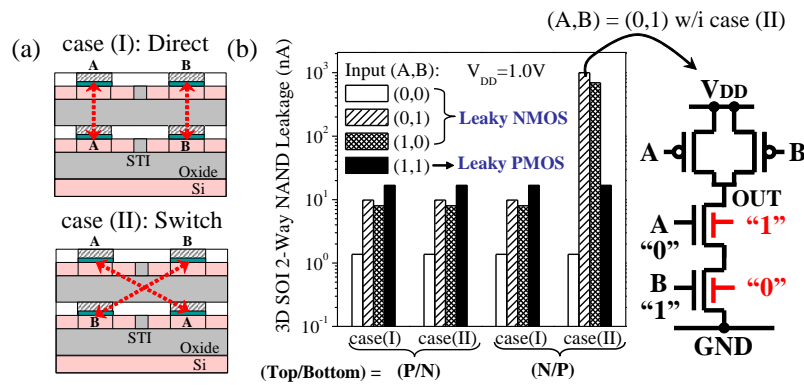 (a)
case (I): Direct
A B
A B
STI
Oxide
Si
case (II): Switch
A B
B A
STI
Oxide
Si
(b)
(A,B) = (0,1) w/i case (II)
3D SOI 2-Way NAND Leakage (nA)
10^3
10^2
10^1
10^0
10^-1
Input (A,B): V_DD=1.0V
(0,0)
(0,1) Leaky NMOS
(1,0)
(1,1) Leaky PMOS
case(I) case(II) case(I) case(II)
(Top/Bottom) = (P/N) (N/P)
V_DD
A B
OUT
A “1”
“0”
B “0”
“1”
GND